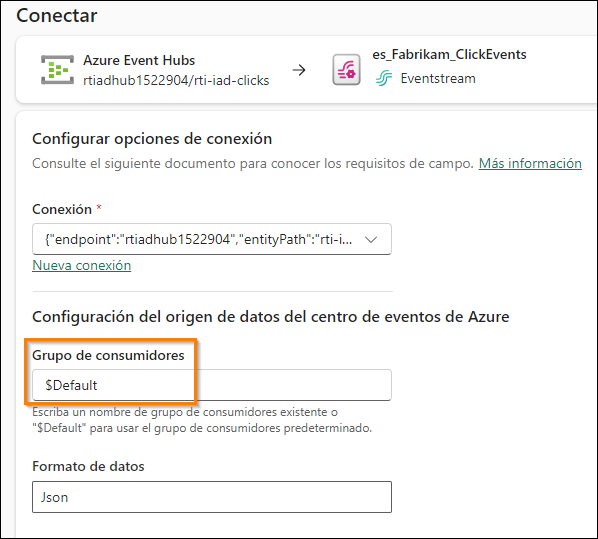 Conectar
Azure Event Hubs
rtiadhub1522904/rti-iad-clicks
es_Fabrikam_ClickEvents
Eventstream
Configurar opciones de conexión
Consulte el siguiente documento para conocer los requisitos de campo. Más información
Conexión *
{"endpoint":"rtiadhub1522904","entityPath":"rti-i...
Nueva conexión
Configuración del origen de datos del centro de eventos de Azure
Grupo de consumidores
$Default
Escriba un nombre de grupo de consumidores existente o
"$Default" para usar el grupo de consumidores predeterminado.
Formato de datos
Json